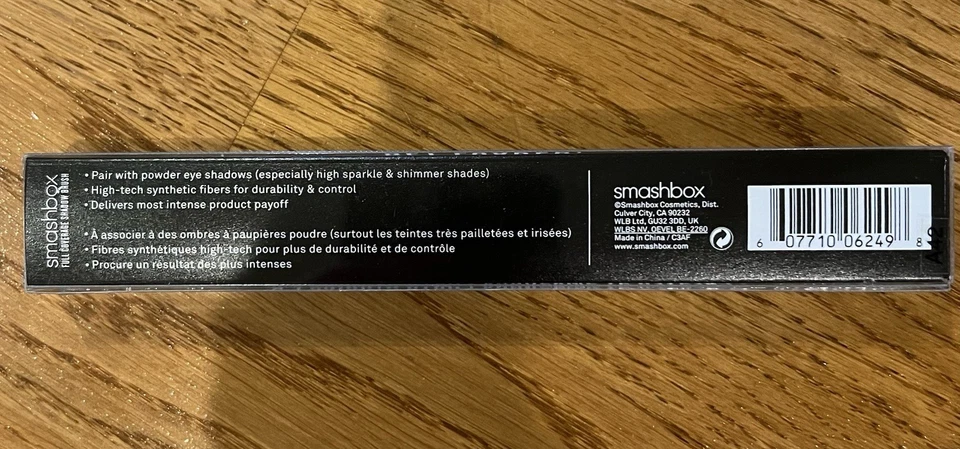 smashbox
FULL COVERAGE SHADOW BRUSH
• Pair with powder eye shadows (especially high sparkle & shimmer shades)
• High-tech synthetic fibers for durability & control
• Delivers most intense product payoff
• À associer à des ombres à paupières poudre (surtout les teintes très pailletées et irisées)
• Fibres synthétiques high-tech pour plus de durabilité et de contrôle
• Procure un résultat des plus intenses
smashbox
©Smashbox Cosmetics, Dist.
Culver City, CA 90232
WLB Ltd, GU32 3DD, UK
WLBS NV, OEVEL BE-2260
Made in China / C3AF
6 07710 06249 8